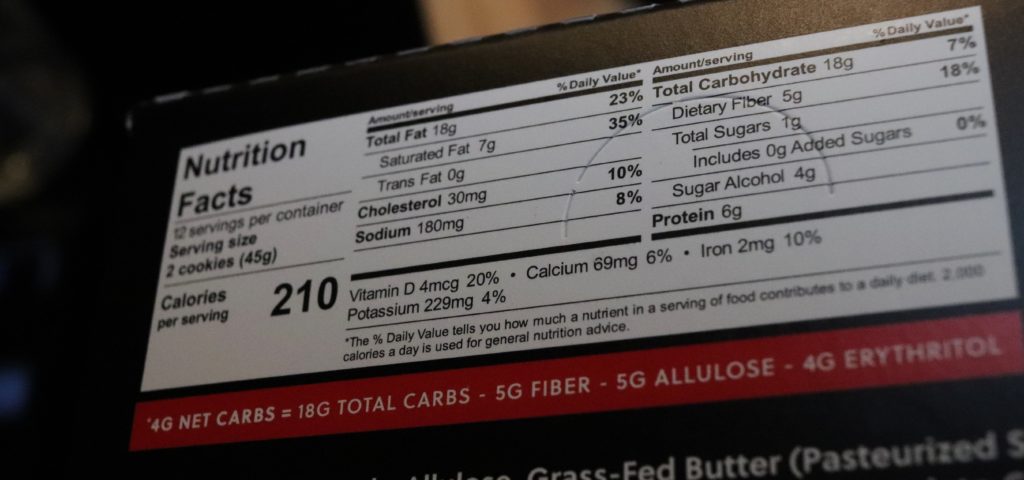 Nutrition
Facts
12 servings per container
Serving size
2 cookies (45g)
Calories
per serving
210
Amount/serving % Daily Value*
Total Fat 18g 23%
Saturated Fat 7g 35%
Trans Fat 0g
Cholesterol 30mg 10%
Sodium 180mg 8%
Amount/serving % Daily Value*
Total Carbohydrate 18g 7%
Dietary Fiber 5g 18%
Total Sugars 1g
Includes 0g Added Sugars 0%
Sugar Alcohol 4g
Protein 6g
Vitamin D 4mcg 20% • Calcium 69mg 6% • Iron 2mg 10%
Potassium 229mg 4%
*The % Daily Value tells you how much a nutrient in a serving of food contributes to a daily diet. 2,000
calories a day is used for general nutrition advice.
*4G NET CARBS = 18G TOTAL CARBS - 5G FIBER - 5G ALLULOSE - 4G ERYTHRITOL
Allulose, Grass-Fed Butter (Pasteurized